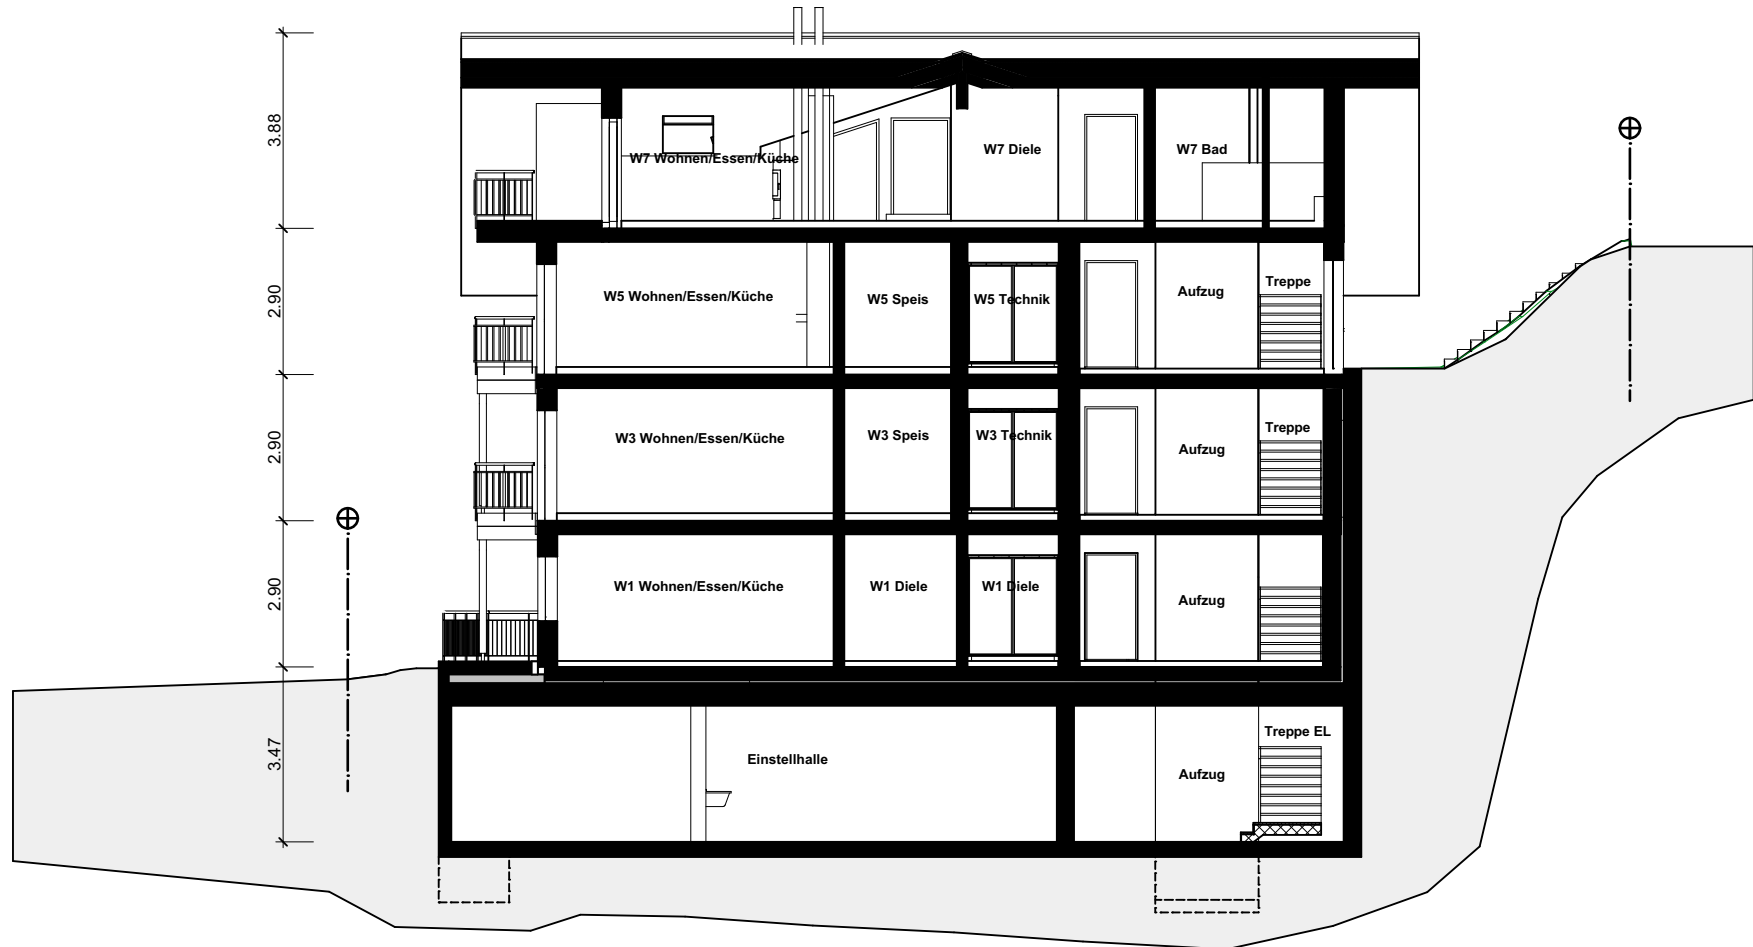 3.88
W7 Wohnen/Essen/Küche
W7 Diele
W7 Bad
2.90
W5 Wohnen/Essen/Küche
W5 Speis
W5 Technik
Aufzug
Treppe
2.90
W3 Wohnen/Essen/Küche
W3 Speis
W3 Technik
Aufzug
Treppe
2.90
W1 Wohnen/Essen/Küche
W1 Diele
W1 Diele
Aufzug
3.47
Einstellhalle
Aufzug
Treppe EL